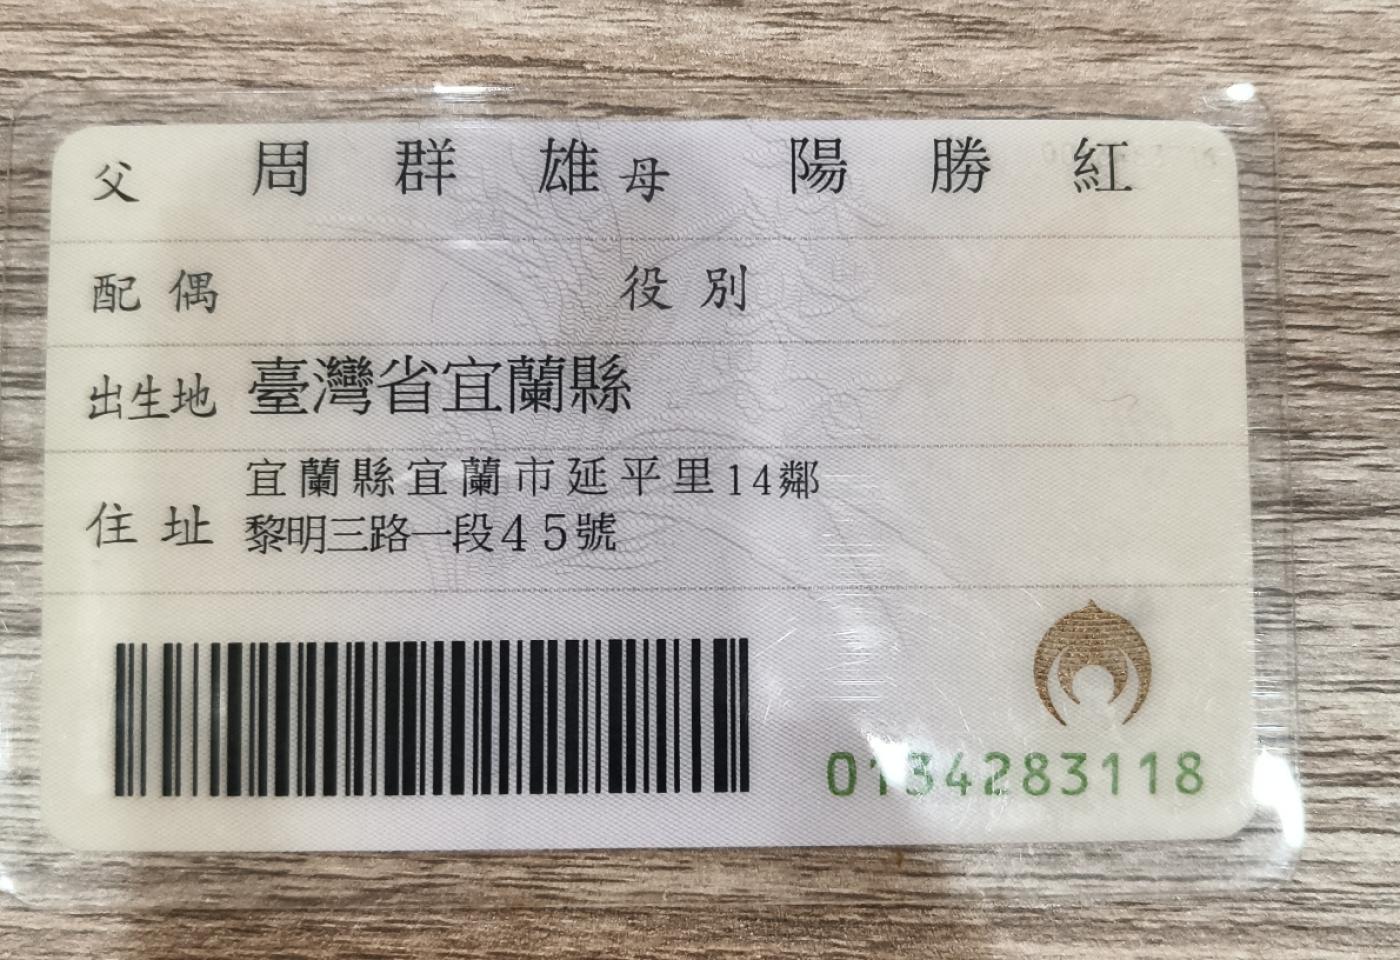 父 周群雄 母 陽勝紅
配偶 役別
出生地 臺灣省宜蘭縣
住址 宜蘭縣宜蘭市延平里14鄰
黎明三路一段45號
0134283118